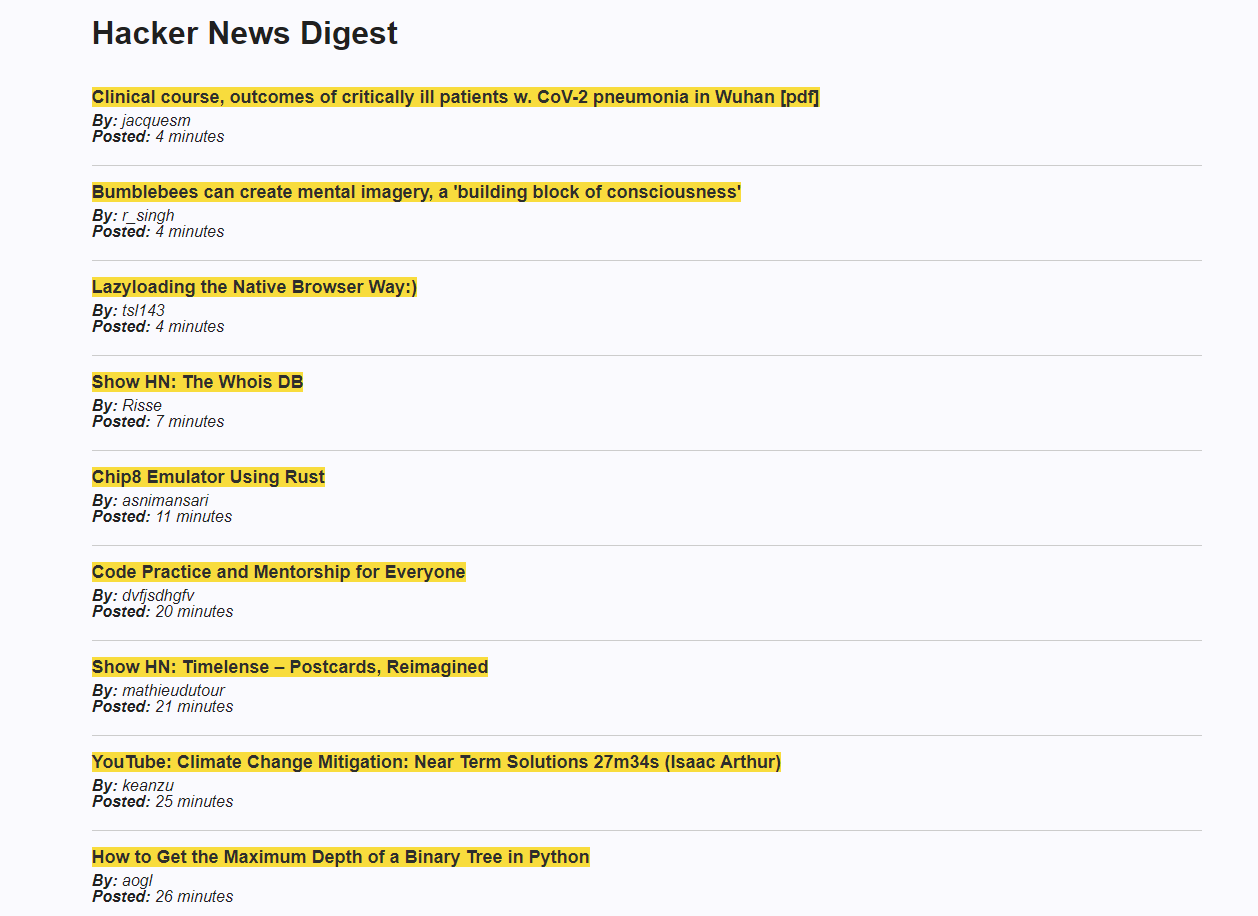 Hacker News Digest
Clinical course, outcomes of critically ill patients w. CoV-2 pneumonia in Wuhan [pdf]
By: jacquesm
Posted: 4 minutes
Bumblebees can create mental imagery, a 'building block of consciousness'
By: r_singh
Posted: 4 minutes
Lazyloading the Native Browser Way:)
By: tsl143
Posted: 4 minutes
Show HN: The Whois DB
By: Risse
Posted: 7 minutes
Chip8 Emulator Using Rust
By: asnimansari
Posted: 11 minutes
Code Practice and Mentorship for Everyone
By: dvfjsdhgfv
Posted: 20 minutes
Show HN: Timelense – Postcards, Reimagined
By: mathieudutour
Posted: 21 minutes
YouTube: Climate Change Mitigation: Near Term Solutions 27m34s (Isaac Arthur)
By: keanzu
Posted: 25 minutes
How to Get the Maximum Depth of a Binary Tree in Python
By: aogl
Posted: 26 minutes